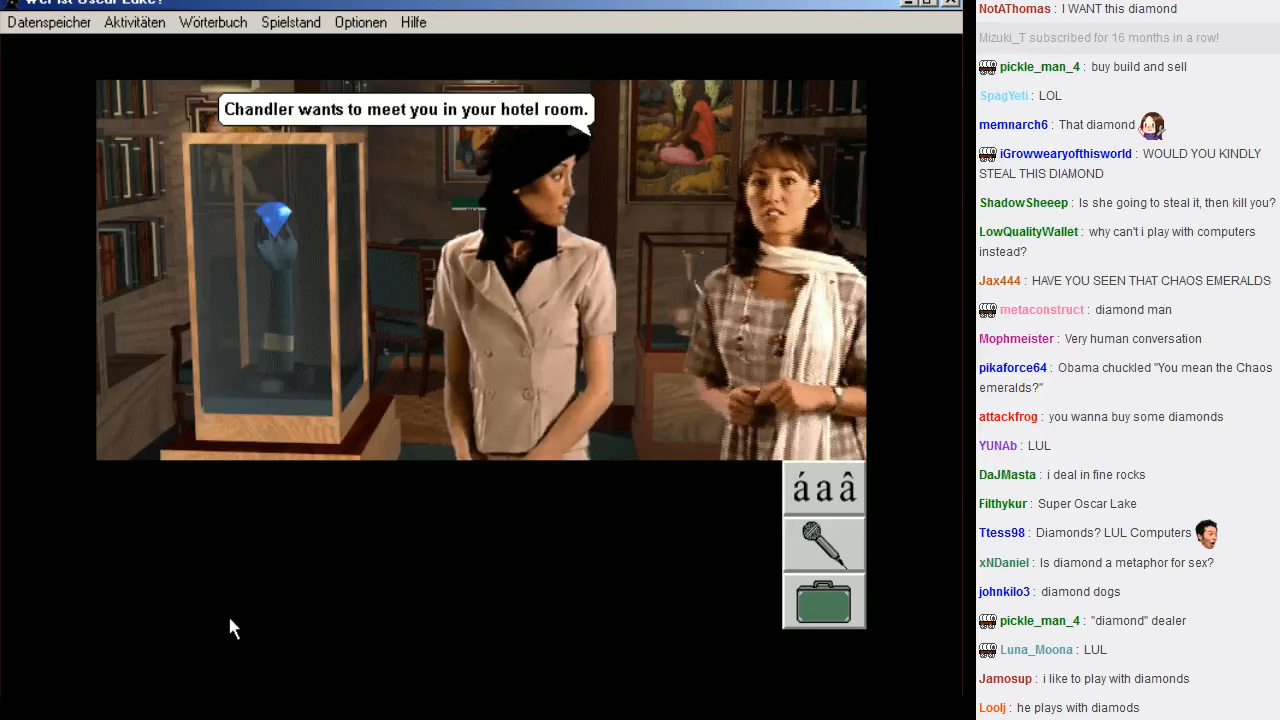 Wer ist Oscar Lake?
Datenspeicher Aktivitäten Wörterbuch Spielstand Optionen Hilfe
Chandler wants to meet you in your hotel room.
á a â
NotAThomas : I WANT this diamond
Mizuki_T subscribed for 16 months in a row!
pickle_man_4 : buy build and sell
SpagYeti : LOL
memnarch6 : That diamond
iGrowwearyofthisworld : WOULD YOU KINDLY
STEAL THIS DIAMOND
ShadowSheeep : Is she going to eat it, then kill you?
LowQualityWallet : why can't i play with computers
instead?
Jax444 : HAVE YOU SEEN THAT CHAOS EMERALDS
metaconstruct : diamond man
Mophmeister : Very human conversation
pikaforce64 : Obama chuckled "You mean the Chaos
emeralds?"
attackfrog : you wanna buy some diamonds
YUNAb : LUL
DaJMasta : i deal in fine rocks
Filthykur : Super Oscar Lake
Ttess98 : Diamonds? LUL Computers
xNDaniel : Is diamond a metaphor for sex?
johnkilo3 : diamond dogs
pickle_man_4 : "diamond" dealer
Luna_Moona : LUL
Jamosup : i like to play with diamonds
Loolj : he plays with diamods